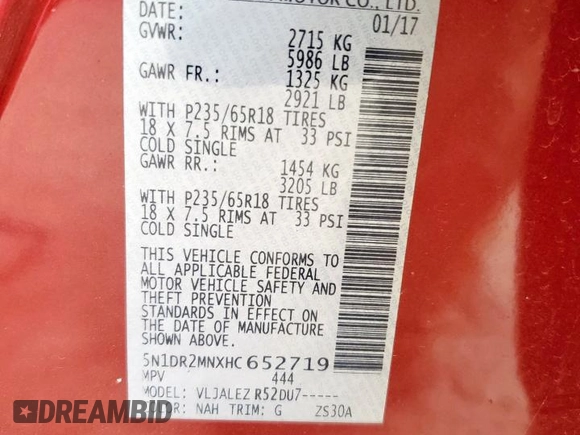 MOTOR CO., LTD.
DATE: 01/17
GVWR: 2715 KG
5986 LB
GAWR FR.: 1325 KG
2921 LB
WITH P235/65R18 TIRES
18 X 7.5 RIMS AT 33 PSI
COLD SINGLE
GAWR RR.: 1454 KG
3205 LB
WITH P235/65R18 TIRES
18 X 7.5 RIMS AT 33 PSI
COLD SINGLE
THIS VEHICLE CONFORMS TO
ALL APPLICABLE FEDERAL
MOTOR VEHICLE SAFETY AND
THEFT PREVENTION
STANDARDS IN EFFECT ON
THE DATE OF MANUFACTURE
SHOWN ABOVE.
5N1DR2MNXHC652719
MPV 444
MODEL: VLJALEZ R52DU7-----
NAH TRIM: G ZS30A
DREAMBID